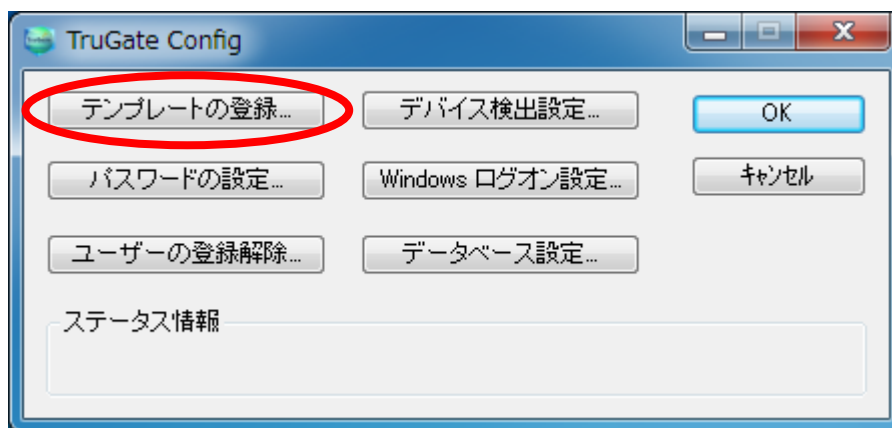 TruGate Config
テンプレートの登録... デバイス検出設定... OK
パスワードの設定... Windows ログオン設定... キャンセル
ユーザーの登録解除... データベース設定...
ステータス情報